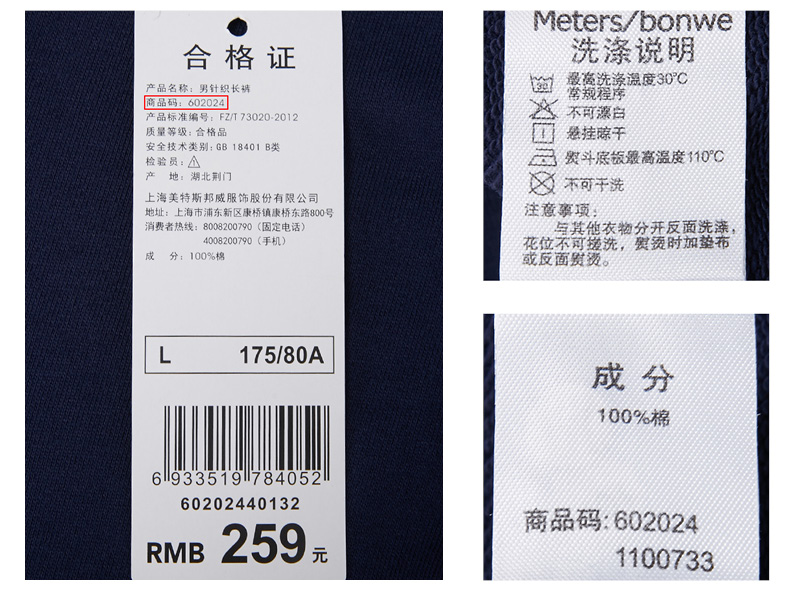 合格证
产品名称：男针织长裤
商品码：602024
产品标准编号：FZ/T 73020-2012
质量等级：合格品
安全技术类别：GB 18401 B类
检验员：
产 地：湖北荆门
上海美特斯邦威服饰股份有限公司
地址：上海市浦东新区康桥镇康桥东路800号
消费者热线：8008200790（固定电话）
4008200790（手机）
成 分：100%棉
L 175/80A
6 933519 784052
60202440132
RMB 259元
Meters/bonwe
洗涤说明
最高洗涤温度30℃
常规程序
不可漂白
悬挂晾干
熨斗底板最高温度110℃
不可干洗
注意事项：
与其他衣物分开反面洗涤，
花位不可搓洗，熨烫时加垫布
或反面熨烫。
成 分
100%棉
商品码：602024
1100733